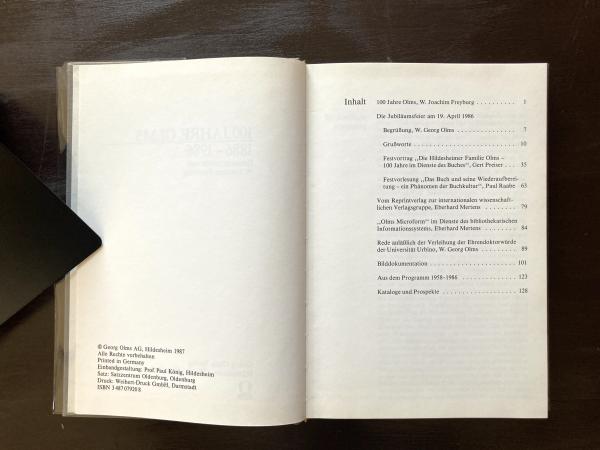 100 JAHRE OLMS
1886 – 1986
© Georg Olms AG, Hildesheim 1987
Alle Rechte vorbehalten
Printed in Germany
Einbandgestaltung: Prof. Paul König, Hildesheim
Satz: Satzzentrum Oldenburg, Oldenburg
Druck: Weihert-Druck GmbH, Darmstadt
ISBN 3 487 07920 8
Inhalt 100 Jahre Olms, W. Joachim Freyburg . . . . . . . . . . 1
Die Jubiläumsfeier am 19. April 1986
Begrüßung, W. Georg Olms . . . . . . . . . . . . . . . 7
Grußworte . . . . . . . . . . . . . . . . . . . . . . . 10
Festvortrag „Die Hildesheimer Familie Olms –
100 Jahre im Dienste des Buches“, Gert Preiser . . . . 35
Festvorlesung „Das Buch und seine Wiederaufberei-
tung – ein Phänomen der Buchkultur“, Paul Raabe 63
Vom Reprintverlag zur internationalen wissenschaft-
lichen Verlagsgruppe, Eberhard Mertens . . . . . . . . . 79
„Olms Microform“ im Dienste des bibliothekarischen
Informationssystems, Eberhard Mertens . . . . . . . . . 84
Rede anläßlich der Verleihung der Ehrendoktorwürde
der Universität Urbino, W. Georg Olms . . . . . . . . . 89
Bilddokumentation . . . . . . . . . . . . . . . . . . . 101
Aus dem Programm 1958–1986 . . . . . . . . . . . . . 123
Kataloge und Prospekte . . . . . . . . . . . . . . . . . 128